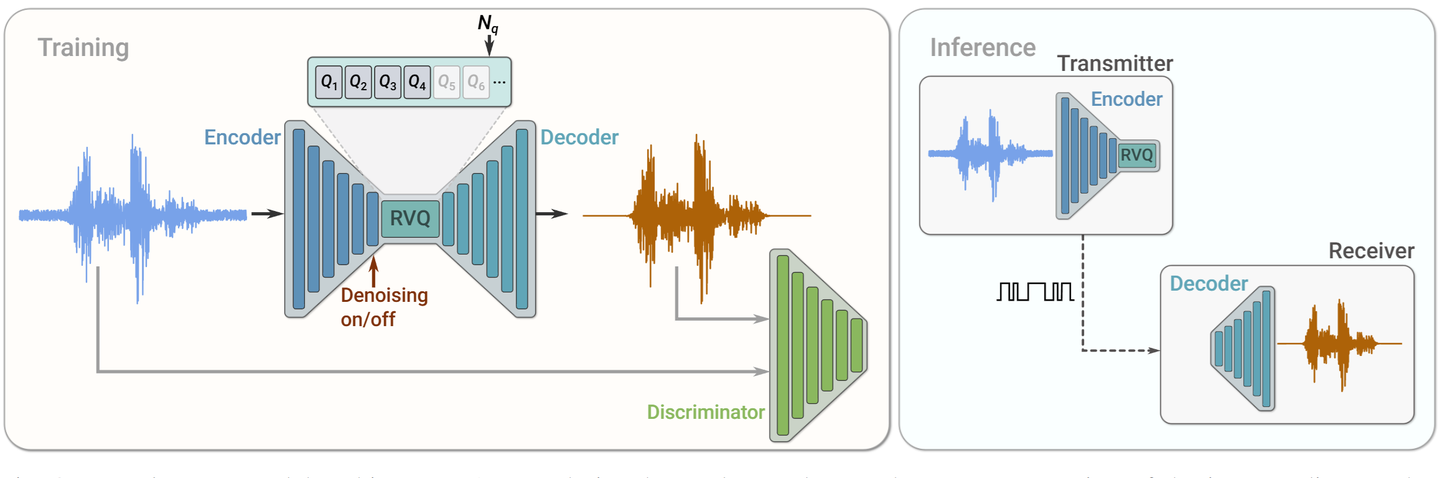 Training
N_q
Q_1 Q_2 Q_3 Q_4 Q_5 Q_6 ...
Encoder
Decoder
RVQ
Denoising
on/off
Discriminator
Inference
Transmitter
Encoder
RVQ
Receiver
Decoder